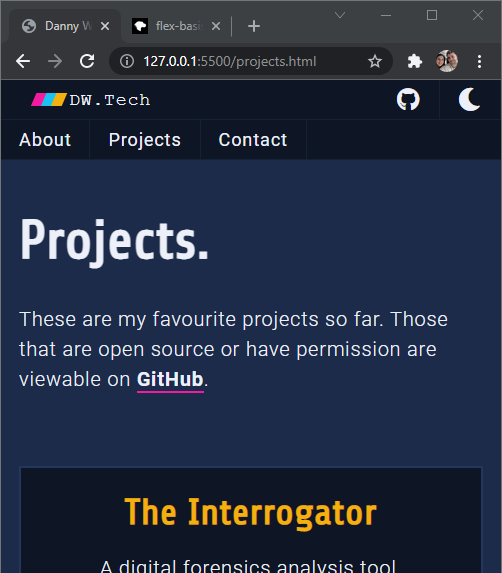 Danny W
flex-basi
127.0.0.1:5500/projects.html
DW.Tech
About Projects Contact
Projects.
These are my favourite projects so far. Those
that are open source or have permission are
viewable on GitHub.
The Interrogator
A digital forensics analysis tool